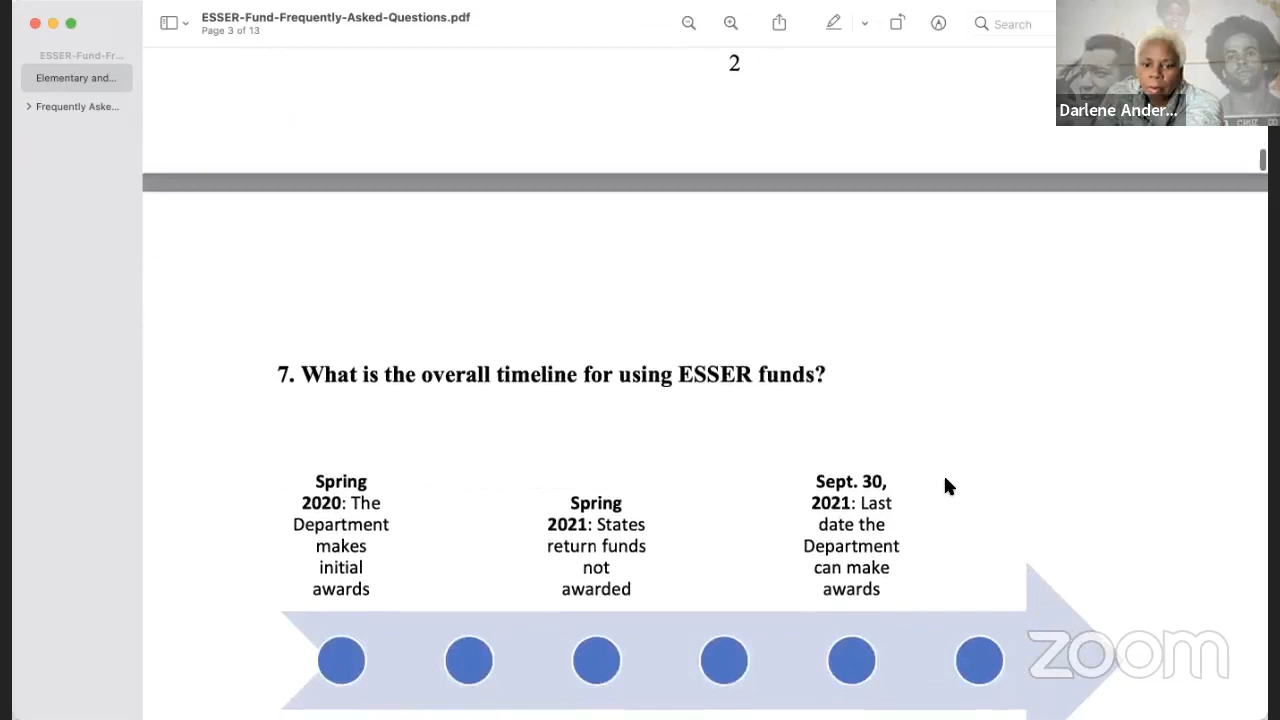 ESSER-Fund-Frequently-Asked-Questions.pdf
Page 3 of 13
Search
ESSER-Fund-Fr...
Elementary and...
Frequently Aske...
2
Darlene Ander...
7. What is the overall timeline for using ESSER funds?
Spring
2020: The
Department
makes
initial
awards
Spring
2021: States
return funds
not
awarded
Sept. 30,
2021: Last
date the
Department
can make
awards
zoom